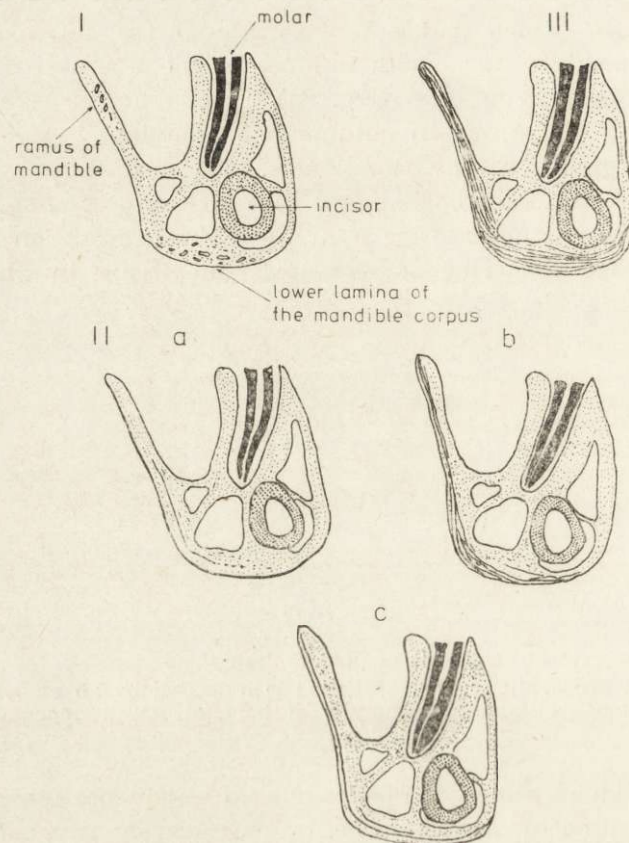 I
molar
III
ramus of
mandible
incisor
lower lamina of
the mandible corpus
II
a
b
c